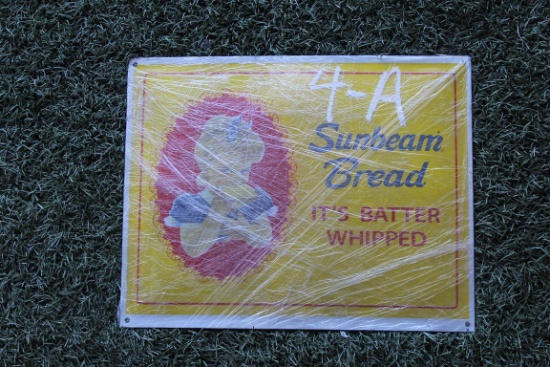 4-A
Sunbeam
Bread
IT'S BATTER
WHIPPED